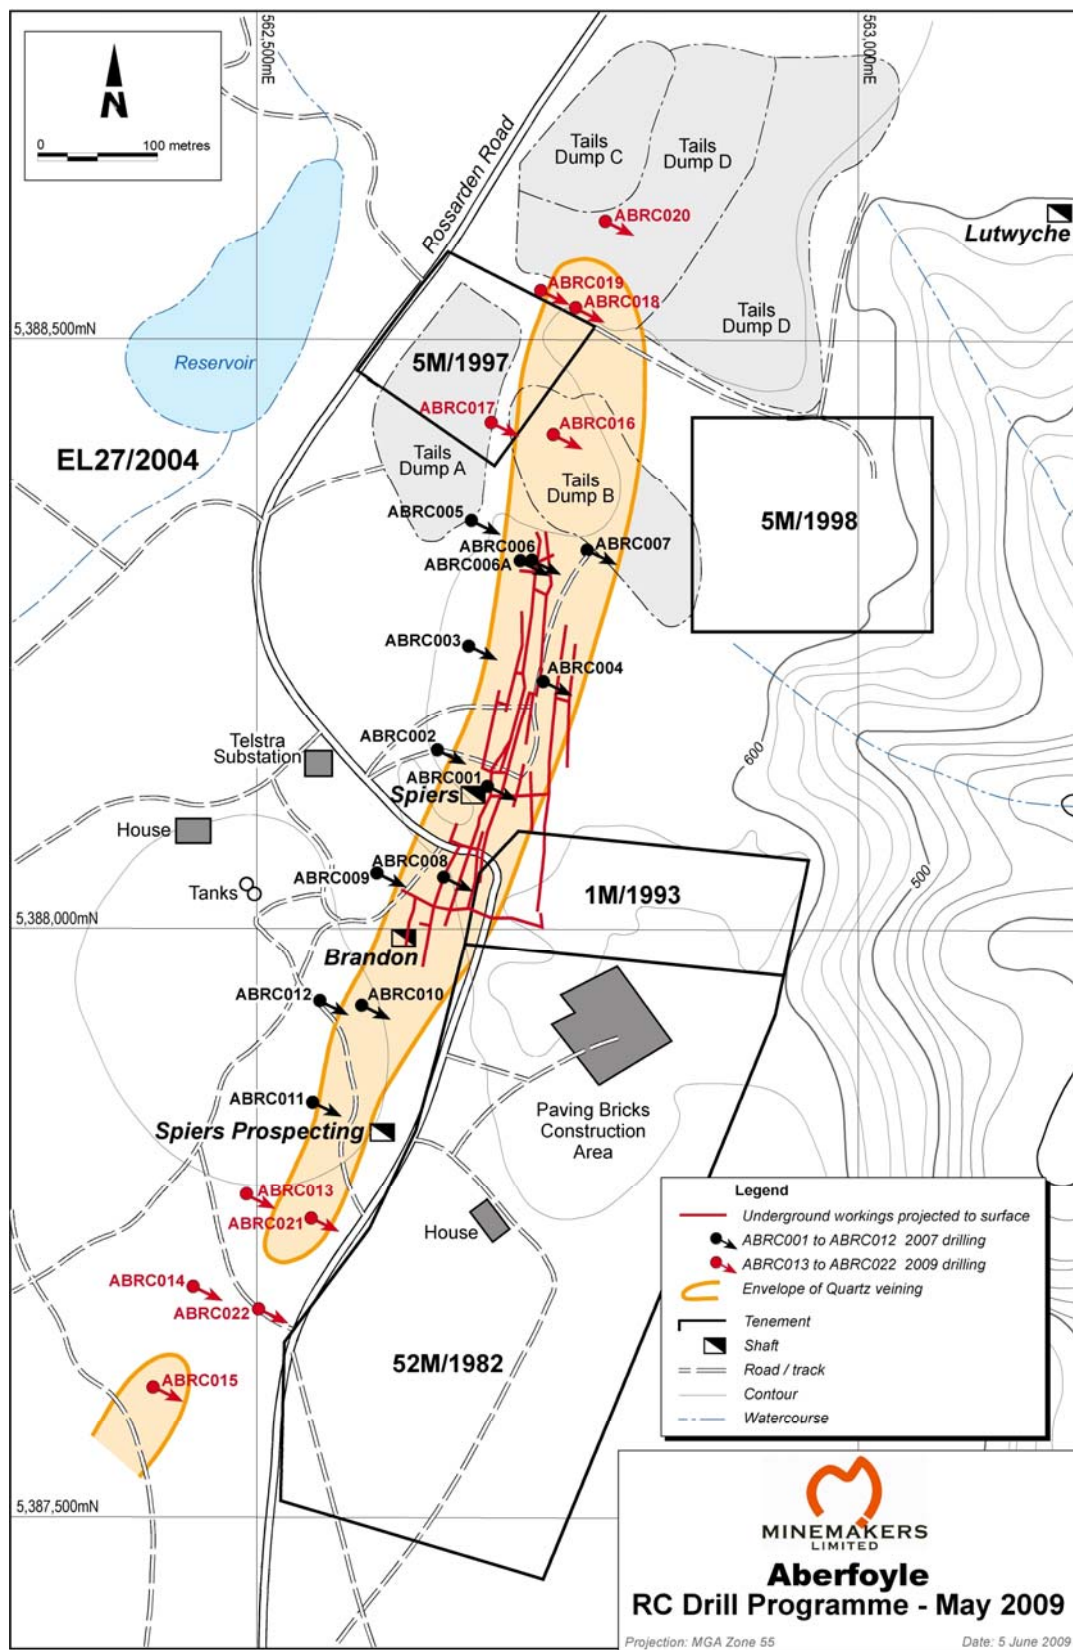 562,500mE
563,000mE
N
0 100 metres
Rossarden Road
Tails
Dump C
Tails
Dump D
ABRC020
Lutwyche
ABRC019
ABRC018
5,388,500mN
Tails
Dump D
Reservoir
5M/1997
ABRC017
ABRC016
EL27/2004
Tails
Dump A
Tails
Dump B
ABRC005
5M/1998
ABRC006
ABRC007
ABRC006A
ABRC003
ABRC004
ABRC002
Telstra
Substation
600
ABRC001
Spiers
House
ABRC008
ABRC009
500
Tanks
1M/1993
5,388,000mN
Brandon
ABRC012
ABRC010
ABRC011
Paving Bricks
Construction
Area
Spiers Prospecting
ABRC013
ABRC021
House
ABRC014
ABRC022
52M/1982
ABRC015
5,387,500mN
Legend
Underground workings projected to surface
ABRC001 to ABRC012 2007 drilling
ABRC013 to ABRC022 2009 drilling
Envelope of Quartz veining
Tenement
Shaft
Road / track
Contour
Watercourse
MINEMAKERS
LIMITED
Aberfoyle
RC Drill Programme - May 2009
Projection: MGA Zone 55 Date: 5 June 2009